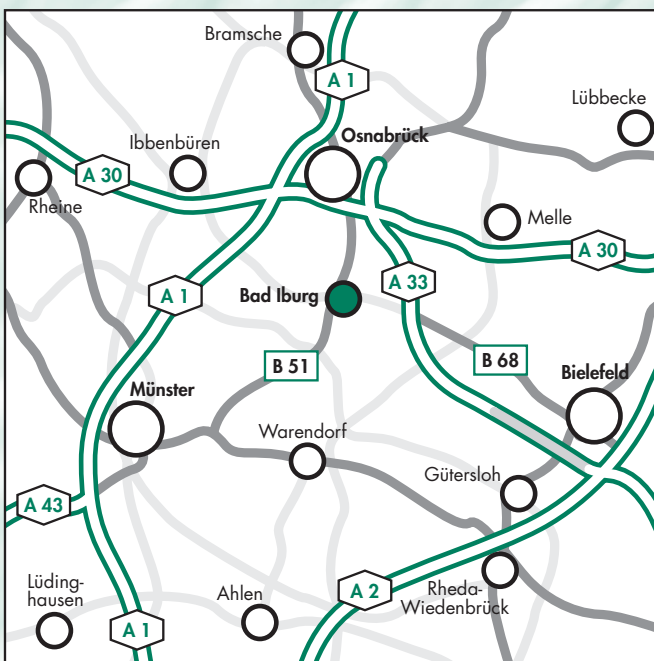 Bramsche
A 1
Lübbecke
Osnabrück
Ibbenbüren
A 30
Rheine
Melle
A 30
A 1
Bad Iburg
A 33
B 51
B 68
Bielefeld
Münster
Warendorf
Gütersloh
A 43
Lüding-
hausen
Ahlen
A 2
Rheda-
Wiedenbrück
A 1